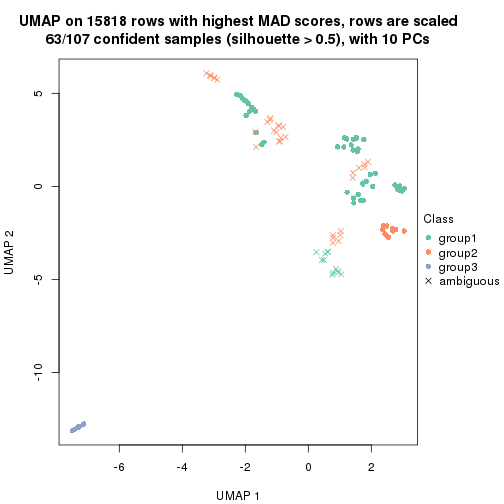 UMAP on 15818 rows with highest MAD scores, rows are scaled
63/107 confident samples (silhouette > 0.5), with 10 PCs
5
0
-5
-10
UMAP 2
-6
-4
-2
0
2
UMAP 1
Class
group1
group2
group3
ambiguous